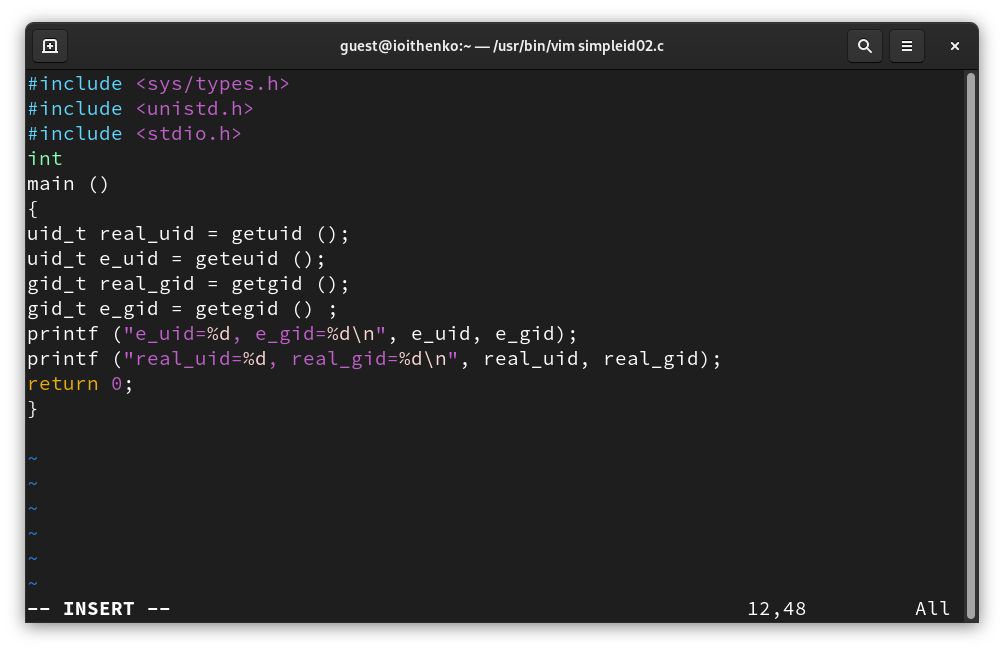 guest@ioithenko:~ — /usr/bin/vim simpleid02.c
#include <sys/types.h>
#include <unistd.h>
#include <stdio.h>
int
main ()
{
uid_t real_uid = getuid ();
uid_t e_uid = geteuid ();
gid_t real_gid = getgid ();
gid_t e_gid = getegid () ;
printf ("e_uid=%d, e_gid=%d\n", e_uid, e_gid);
printf ("real_uid=%d, real_gid=%d\n", real_uid, real_gid);
return 0;
}
~
~
~
~
~
~
-- INSERT -- 12,48 All